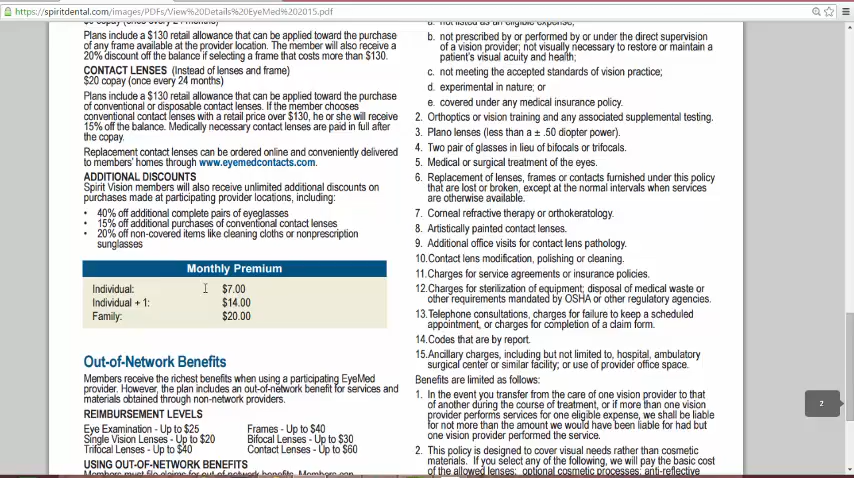 https://spiritdental.com/images/PDFs/View%20Details%20EyeMed%202015.pdf
$0 copay (once every 24 months)
Plans include a $130 retail allowance that can be applied toward the purchase
of any frame available at the provider location. The member will also receive a
20% discount off the balance if selecting a frame that costs more than $130.
CONTACT LENSES (Instead of lenses and frame)
$20 copay (once every 24 months)
Plans include a $130 retail allowance that can be applied toward the purchase
of conventional or disposable contact lenses. If the member chooses
conventional contact lenses with a retail price over $130, he or she will receive
15% off the balance. Medically necessary contact lenses are paid in full after
the copay.
Replacement contact lenses can be ordered online and conveniently delivered
to members' homes through www.eyemedcontacts.com.
ADDITIONAL DISCOUNTS
Spirit Vision members will also receive unlimited additional discounts on
purchases made at participating provider locations, including:
• 40% off additional complete pairs of eyeglasses
• 15% off additional purchases of conventional contact lenses
• 20% off non-covered items like cleaning cloths or nonprescription
sunglasses
Monthly Premium
Individual: $7.00
Individual + 1: $14.00
Family: $20.00
Out-of-Network Benefits
Members receive the richest benefits when using a participating EyeMed
provider. However, the plan includes an out-of-network benefit for services and
materials obtained through non-network providers.
REIMBURSEMENT LEVELS
Eye Examination - Up to $25 Frames - Up to $40
Single Vision Lenses - Up to $20 Bifocal Lenses - Up to $30
Trifocal Lenses - Up to $40 Contact Lenses - Up to $60
USING OUT-OF-NETWORK BENEFITS
Members must file claims for out-of-network benefits. Members can
a. not listed as an eligible expense;
b. not prescribed by or performed by or under the direct supervision
of a vision provider; not visually necessary to restore or maintain a
patient's visual acuity and health;
c. not meeting the accepted standards of vision practice;
d. experimental in nature; or
e. covered under any medical insurance policy.
2. Orthoptics or vision training and any associated supplemental testing.
3. Plano lenses (less than a ± .50 diopter power).
4. Two pair of glasses in lieu of bifocals or trifocals.
5. Medical or surgical treatment of the eyes.
6. Replacement of lenses, frames or contacts furnished under this policy
that are lost or broken, except at the normal intervals when services
are otherwise available.
7. Corneal refractive therapy or orthokeratology.
8. Artistically painted contact lenses.
9. Additional office visits for contact lens pathology.
10.Contact lens modification, polishing or cleaning.
11.Charges for service agreements or insurance policies.
12.Charges for sterilization of equipment; disposal of medical waste or
other requirements mandated by OSHA or other regulatory agencies.
13.Telephone consultations, charges for failure to keep a scheduled
appointment, or charges for completion of a claim form.
14.Codes that are by report.
15.Ancillary charges, including but not limited to, hospital, ambulatory
surgical center or similar facility; or use of provider office space.
Benefits are limited as follows:
1. In the event you transfer from the care of one vision provider to that
of another during the course of treatment, or if more than one vision
provider performs services for one eligible expense, we shall be liable
for not more than the amount we would have been liable for had but
one vision provider performed the service.
2. This policy is designed to cover visual needs rather than cosmetic
materials. If you select any of the following, we will pay the basic cost
of the allowed lenses: optional cosmetic processes; anti-reflective
2